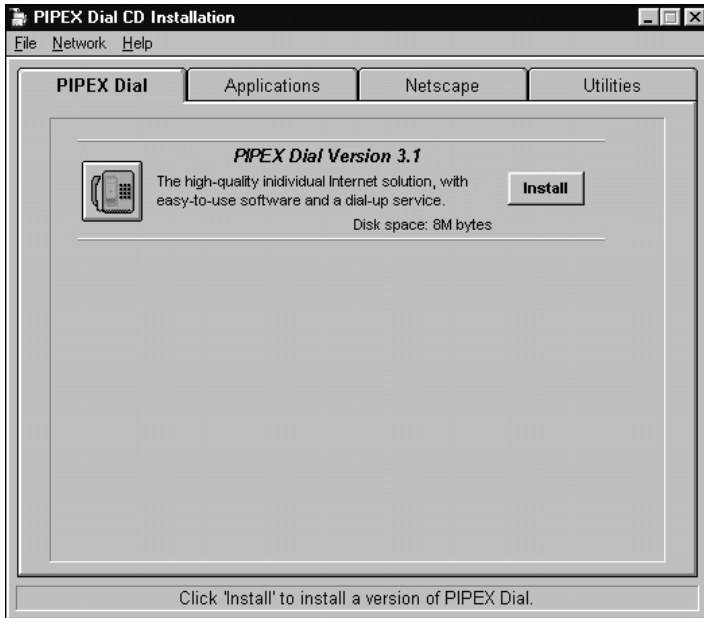 PIPEX Dial CD Installation
File Network Help
PIPEX Dial Applications Netscape Utilities
PIPEX Dial Version 3.1
The high-quality inidividual Internet solution, with
easy-to-use software and a dial-up service.
Install
Disk space: 8M bytes
Click 'Install' to install a version of PIPEX Dial.